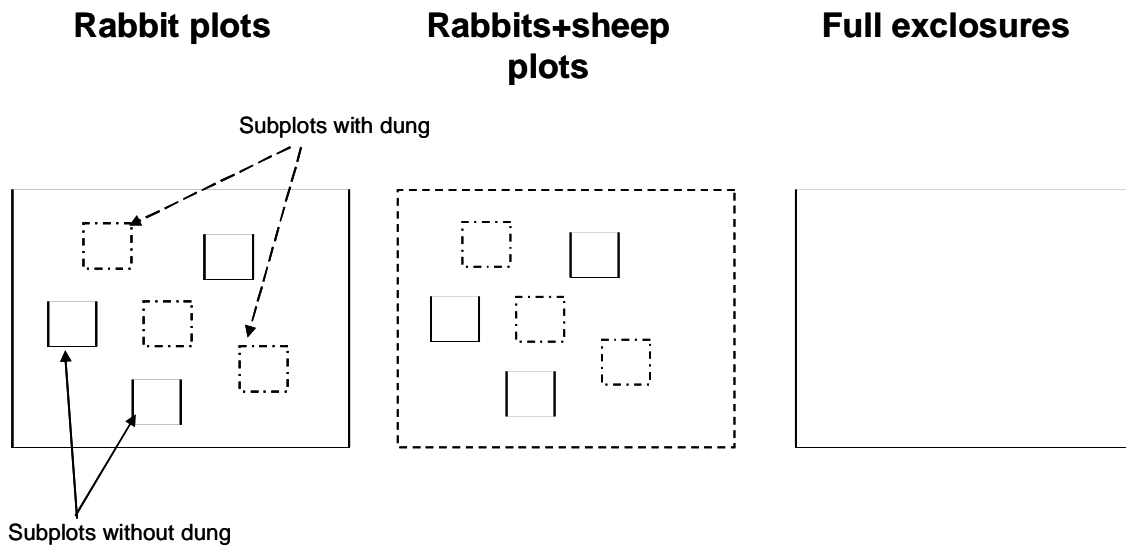 Rabbit plots
Rabbits+sheep
plots
Full exclosures
Subplots with dung
Subplots without dung